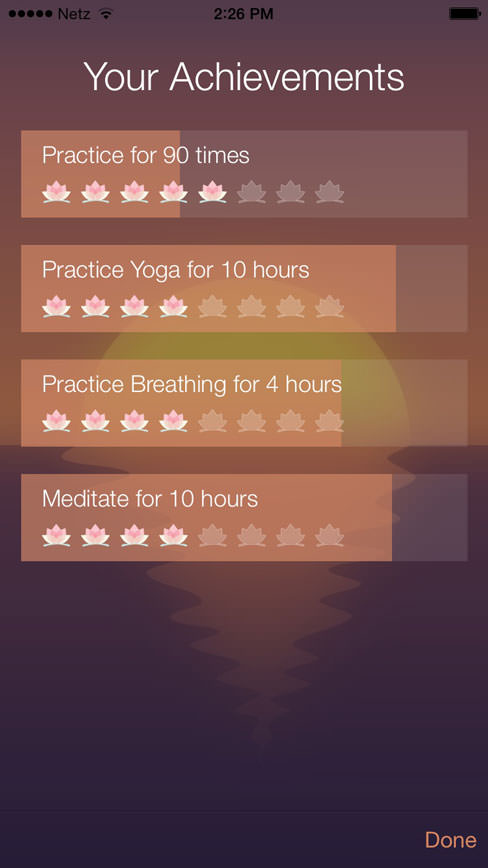 Netz 2:26 PM
Your Achievements
Practice for 90 times
Practice Yoga for 10 hours
Practice Breathing for 4 hours
Meditate for 10 hours
Done